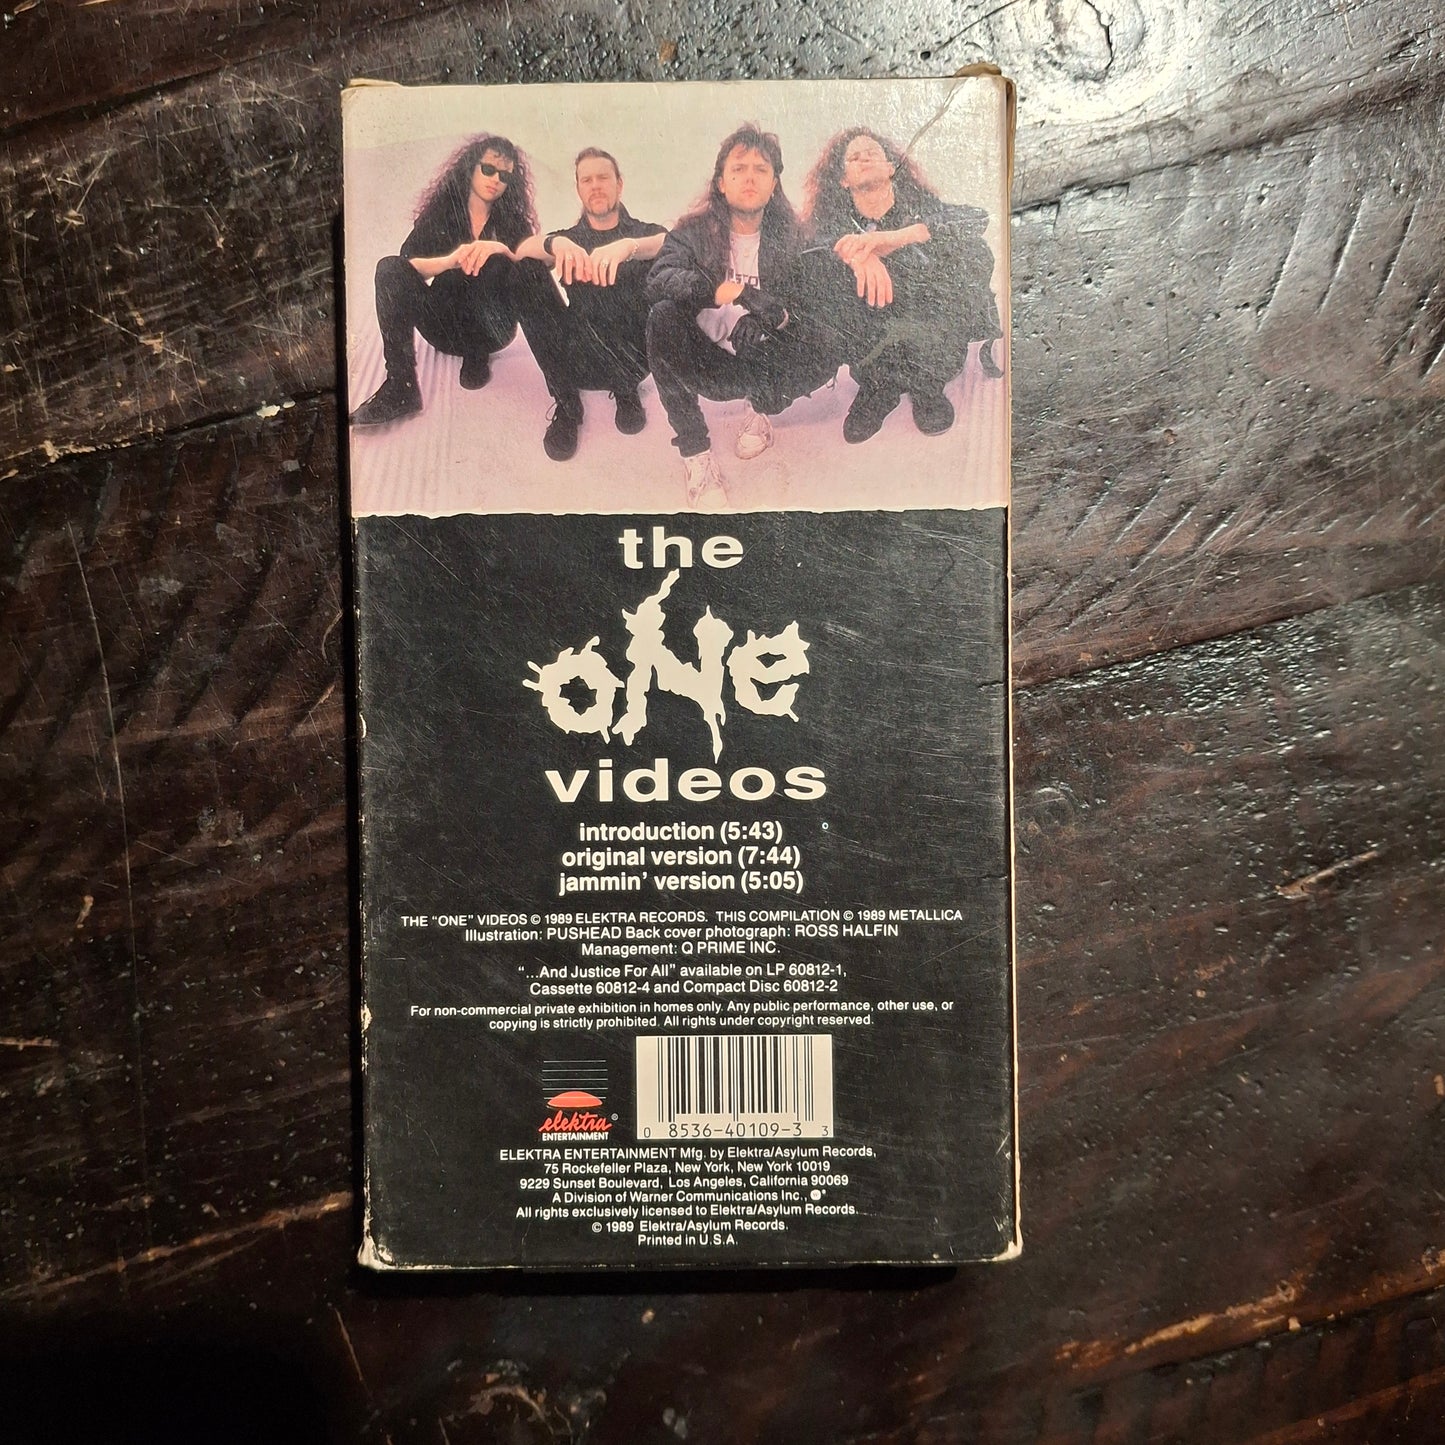 the
oNe
videos
introduction (5:43)
original version (7:44)
jammin' version (5:05)
THE "ONE" VIDEOS © 1989 ELEKTRA RECORDS. THIS COMPILATION © 1989 METALLICA
Illustration: PUSHEAD Back cover photograph: ROSS HALFIN
Management: Q PRIME INC.
"...And Justice For All" available on LP 60812-1,
Cassette 60812-4 and Compact Disc 60812-2
For non-commercial private exhibition in homes only. Any public performance, other use, or
copying is strictly prohibited. All rights under copyright reserved.
elektra®
ENTERTAINMENT
0 8536-40109-3 3
ELEKTRA ENTERTAINMENT Mfg. by Elektra/Asylum Records,
75 Rockefeller Plaza, New York, New York 10019
9229 Sunset Boulevard, Los Angeles, California 90069
A Division of Warner Communications Inc.,
All rights exclusively licensed to Elektra/Asylum Records.
© 1989 Elektra/Asylum Records.
Printed in U.S.A.